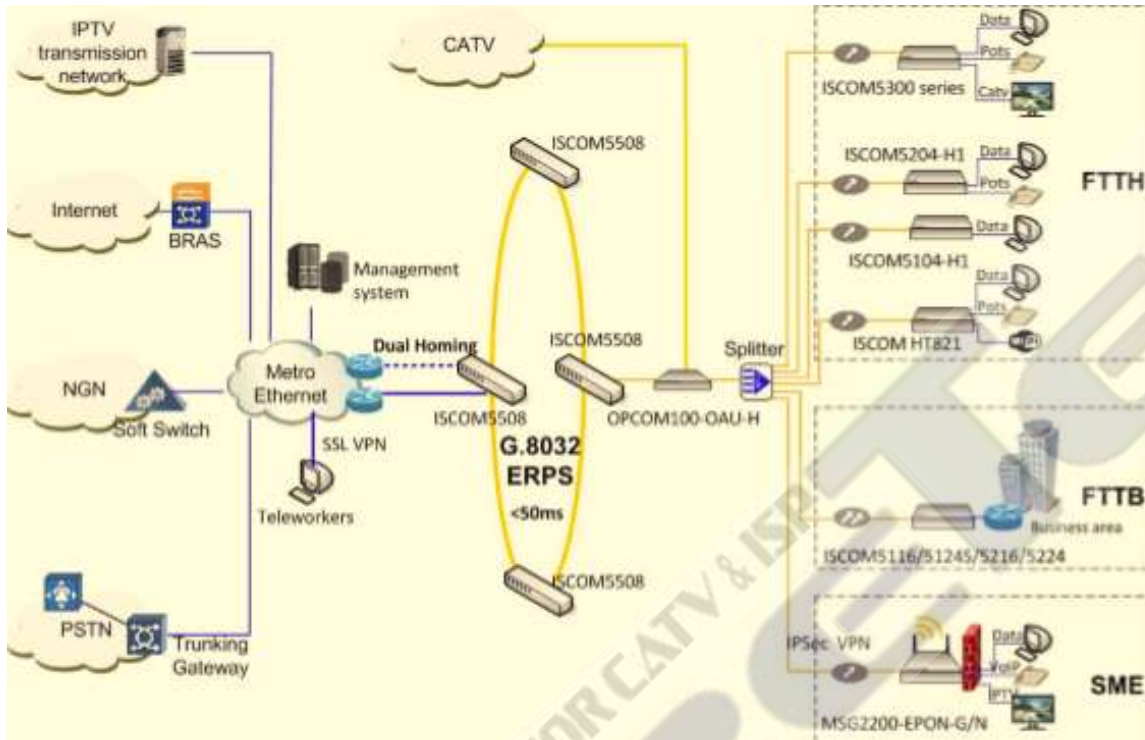 IPTV
transmission
network
CATV
Data
Pots
Catv
ISCOM5300 series
ISCOM5508
ISCOM5204-H1
Data
Pots
FTTH
Internet
BRAS
Data
ISCOM5104-H1
Management
system
Data
Pots
ISCOM HT821
Dual Homing
ISCOM5508
Splitter
Metro
Ethernet
NGN
Soft Switch
ISCOM5508
OPCOM100-OAU-H
SSL VPN
G.8032
ERPS
<50ms
Teleworkers
FTTB
Business area
ISCOM5116/5124S/5216/5224
ISCOM5508
PSTN
Trunking
Gateway
IPSec VPN
Data
VoIP
IPTV
SME
MSG2200-EPON-G/N
FOR CATV & ISP